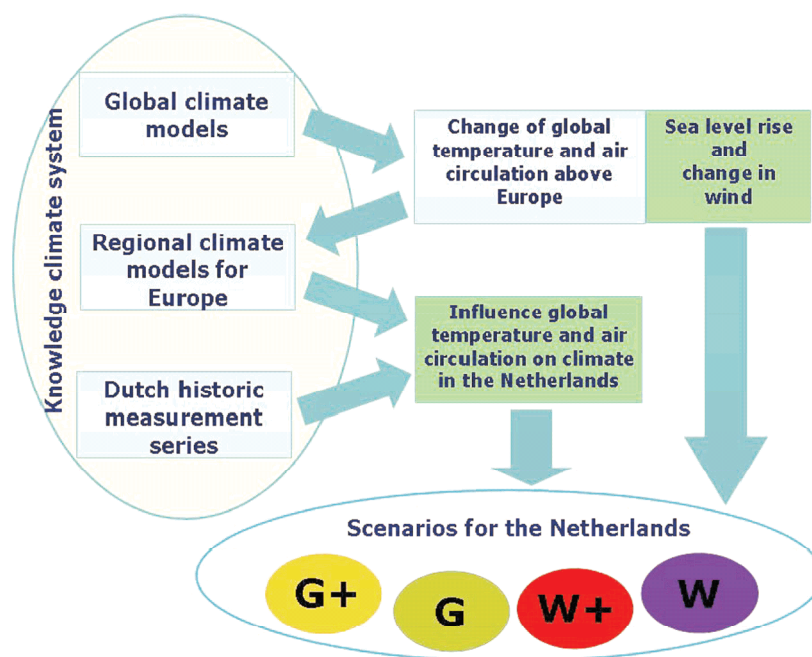 Knowledge climate system
Global climate
models
Change of global
temperature and air
circulation above
Europe
Sea level rise
and
change in
wind
Regional climate
models for
Europe
Influence global
temperature and air
circulation on climate
in the Netherlands
Dutch historic
measurement
series
Scenarios for the Netherlands
G+
G
W+
W